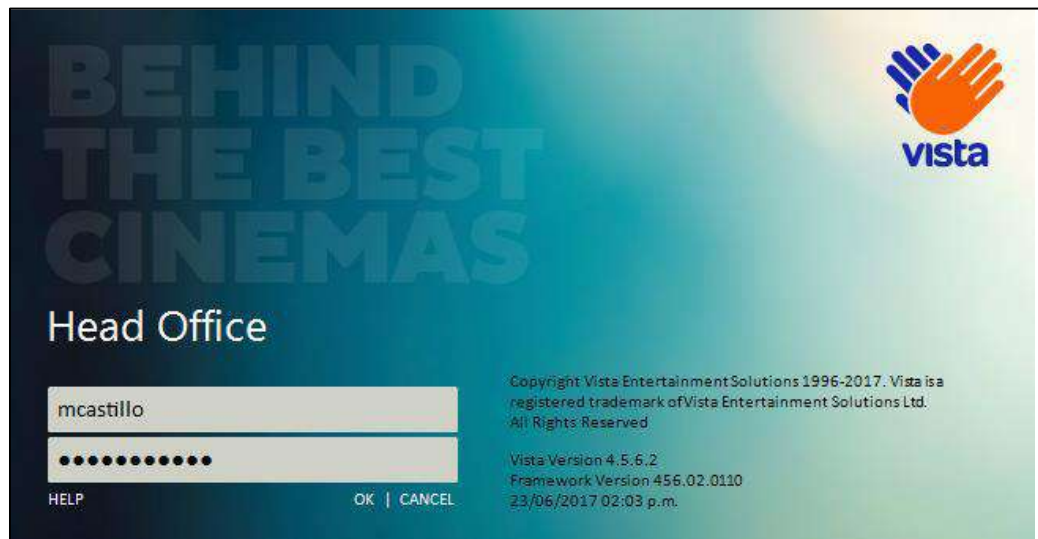 BEHIND
THE BEST
CINEMAS
vista
Head Office
mcastillo
●●●●●●●●●●●
HELP
OK | CANCEL
Copyright Vista Entertainment Solutions 1996-2017. Vista is a
registered trademark of Vista Entertainment Solutions Ltd.
All Rights Reserved
Vista Version 4.5.6.2
Framework Version 456.02.0110
23/06/2017 02:03 p.m.